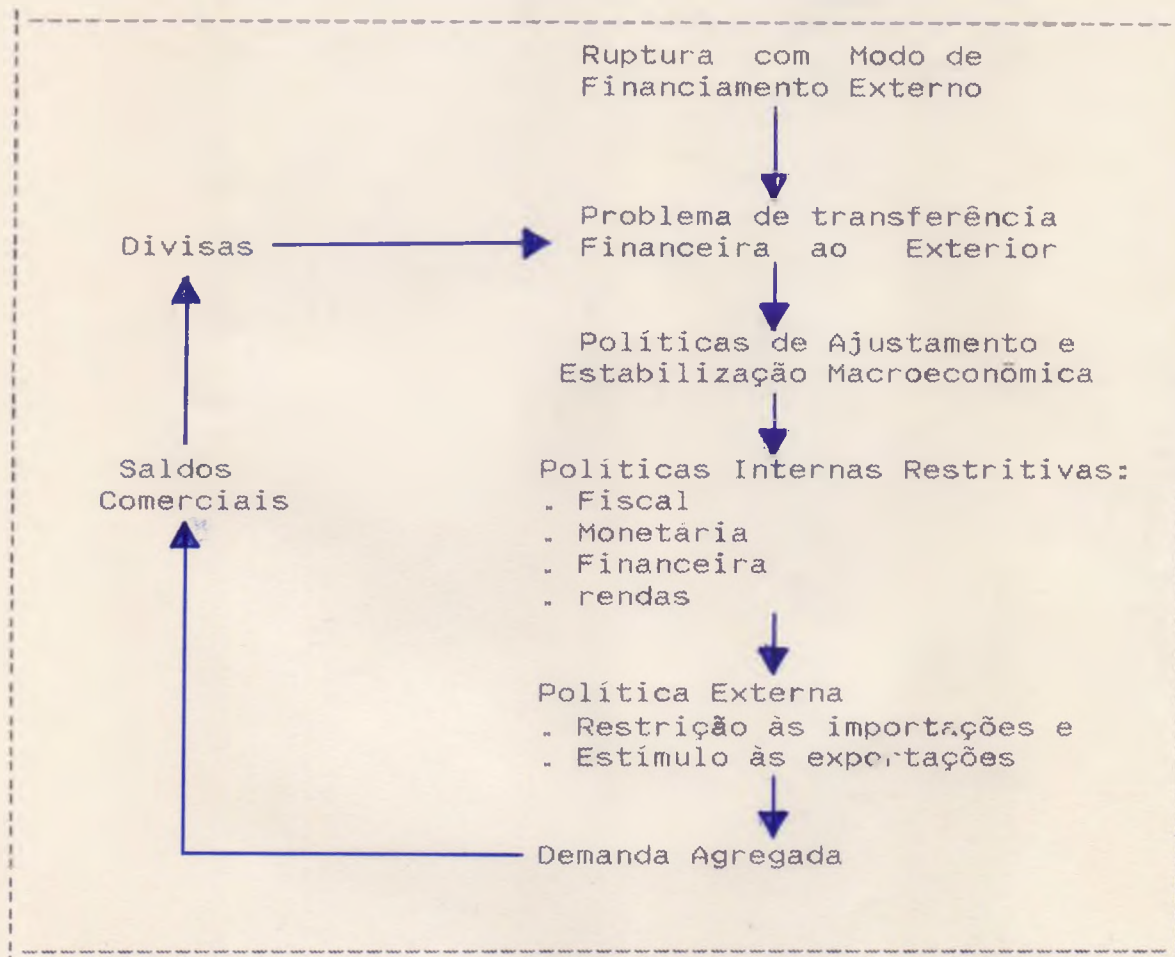 Ruptura com Modo de
Financiamento Externo
Problema de transferência
Financeira ao Exterior
Divisas
Políticas de Ajustamento e
Estabilização Macroeconômica
Saldos
Comerciais
Políticas Internas Restritivas:
. Fiscal
. Monetária
. Financeira
. rendas
Política Externa
. Restrição às importações e
. Estímulo às exportações
Demanda Agregada